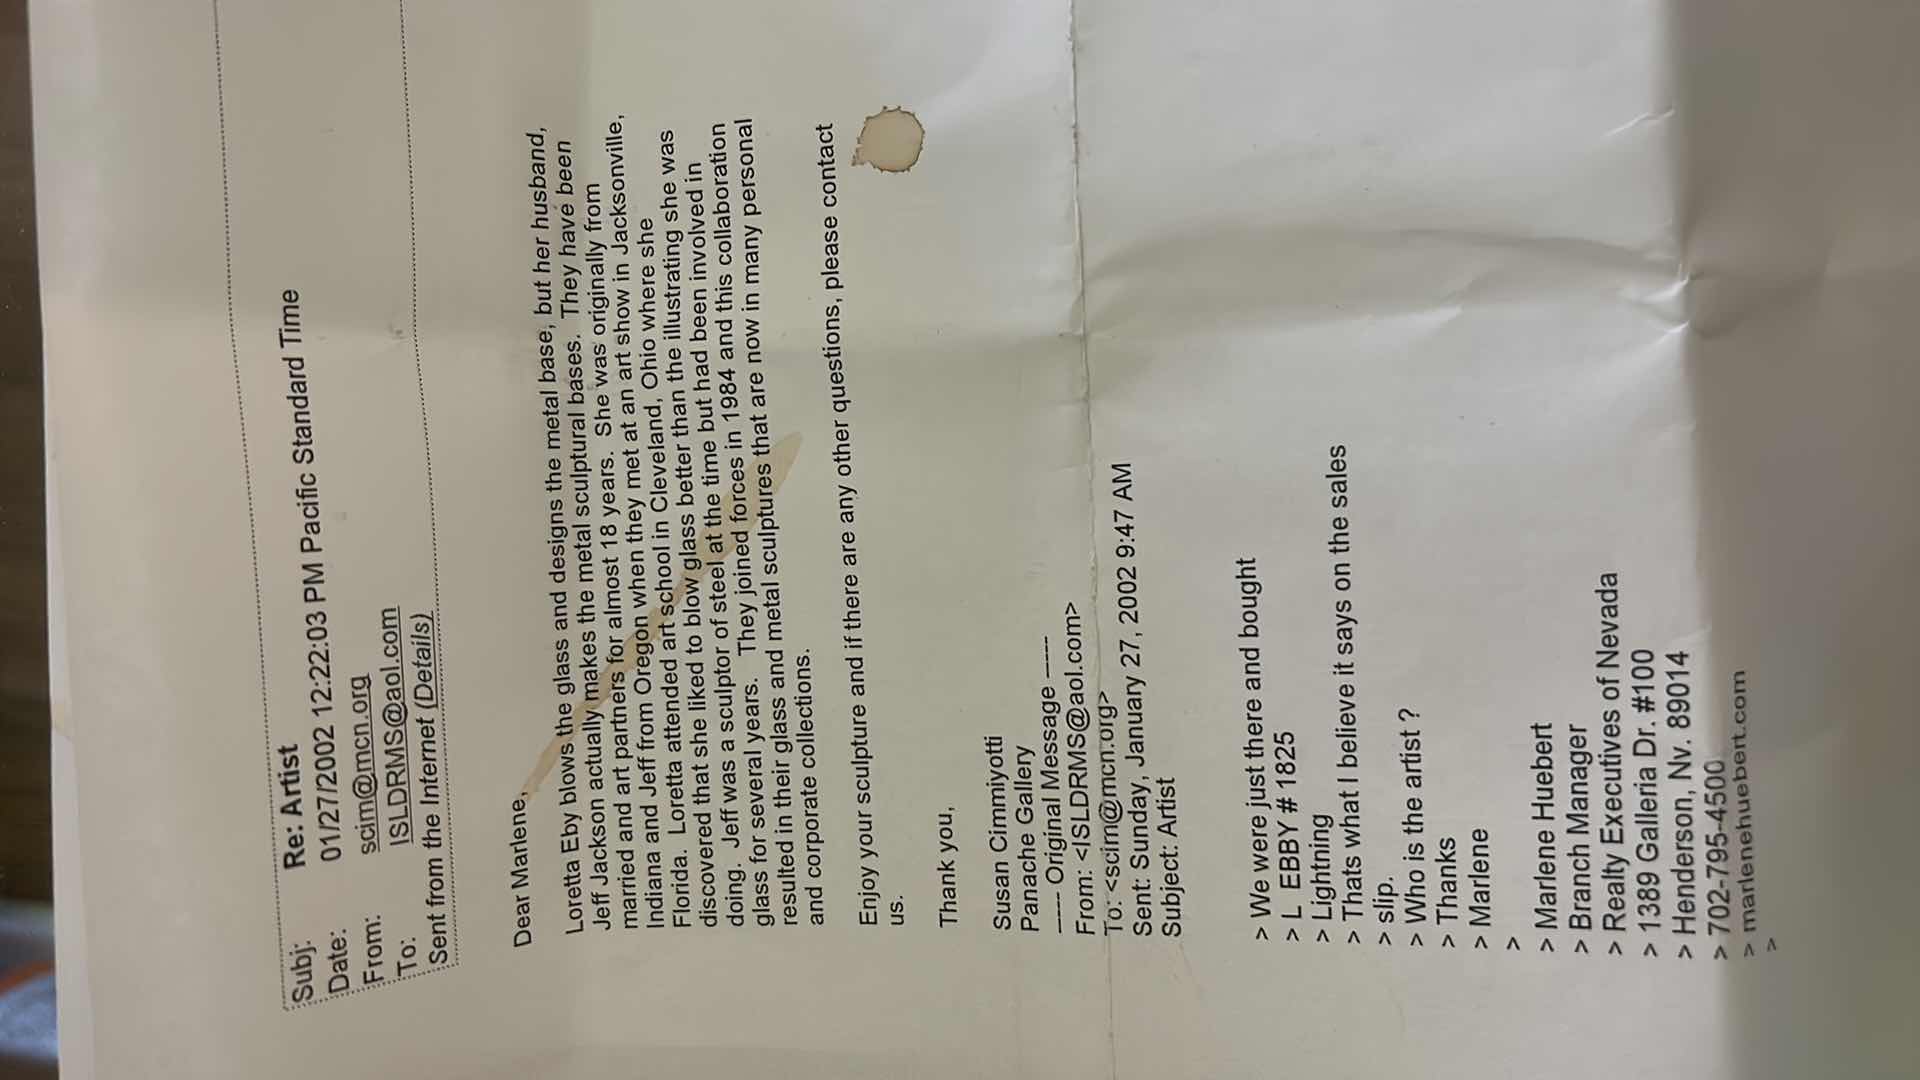 Subj: Re: Artist
Date: 01/27/2002 12:22:03 PM Pacific Standard Time
From: scim@mcn.org
To: ISLDRMS@aol.com
Sent from the Internet (Details)
Dear Marlene,
Loretta Eby blows the glass and designs the metal base, but her husband,
Jeff Jackson actually makes the metal sculptural bases. They have been
married and art partners for almost 18 years. She was originally from
Indiana and Jeff from Oregon when they met at an art show in Jacksonville,
Florida. Loretta attended art school in Cleveland, Ohio where she
discovered that she liked to blow glass better than the illustrating she was
doing. Jeff was a sculptor of steel at the time but had been involved in
glass for several years. They joined forces in 1984 and this collaboration
resulted in their glass and metal sculptures that are now in many personal
and corporate collections.
Enjoy your sculpture and if there are any other questions, please contact
us.
Thank you,
Susan Cimmiyotti
Panache Gallery
----- Original Message -----
From: <ISLDRMS@aol.com>
To: <scim@mcn.org>
Sent: Sunday, January 27, 2002 9:47 AM
Subject: Artist
> We were just there and bought
> L EBBY # 1825
> Lightning
> Thats what I believe it says on the sales
> slip.
> Who is the artist ?
> Thanks
> Marlene
>
> Marlene Huebert
> Branch Manager
> Realty Executives of Nevada
> 1389 Galleria Dr. #100
> Henderson, Nv. 89014
> 702-795-4500
> marlenehuebert.com
>